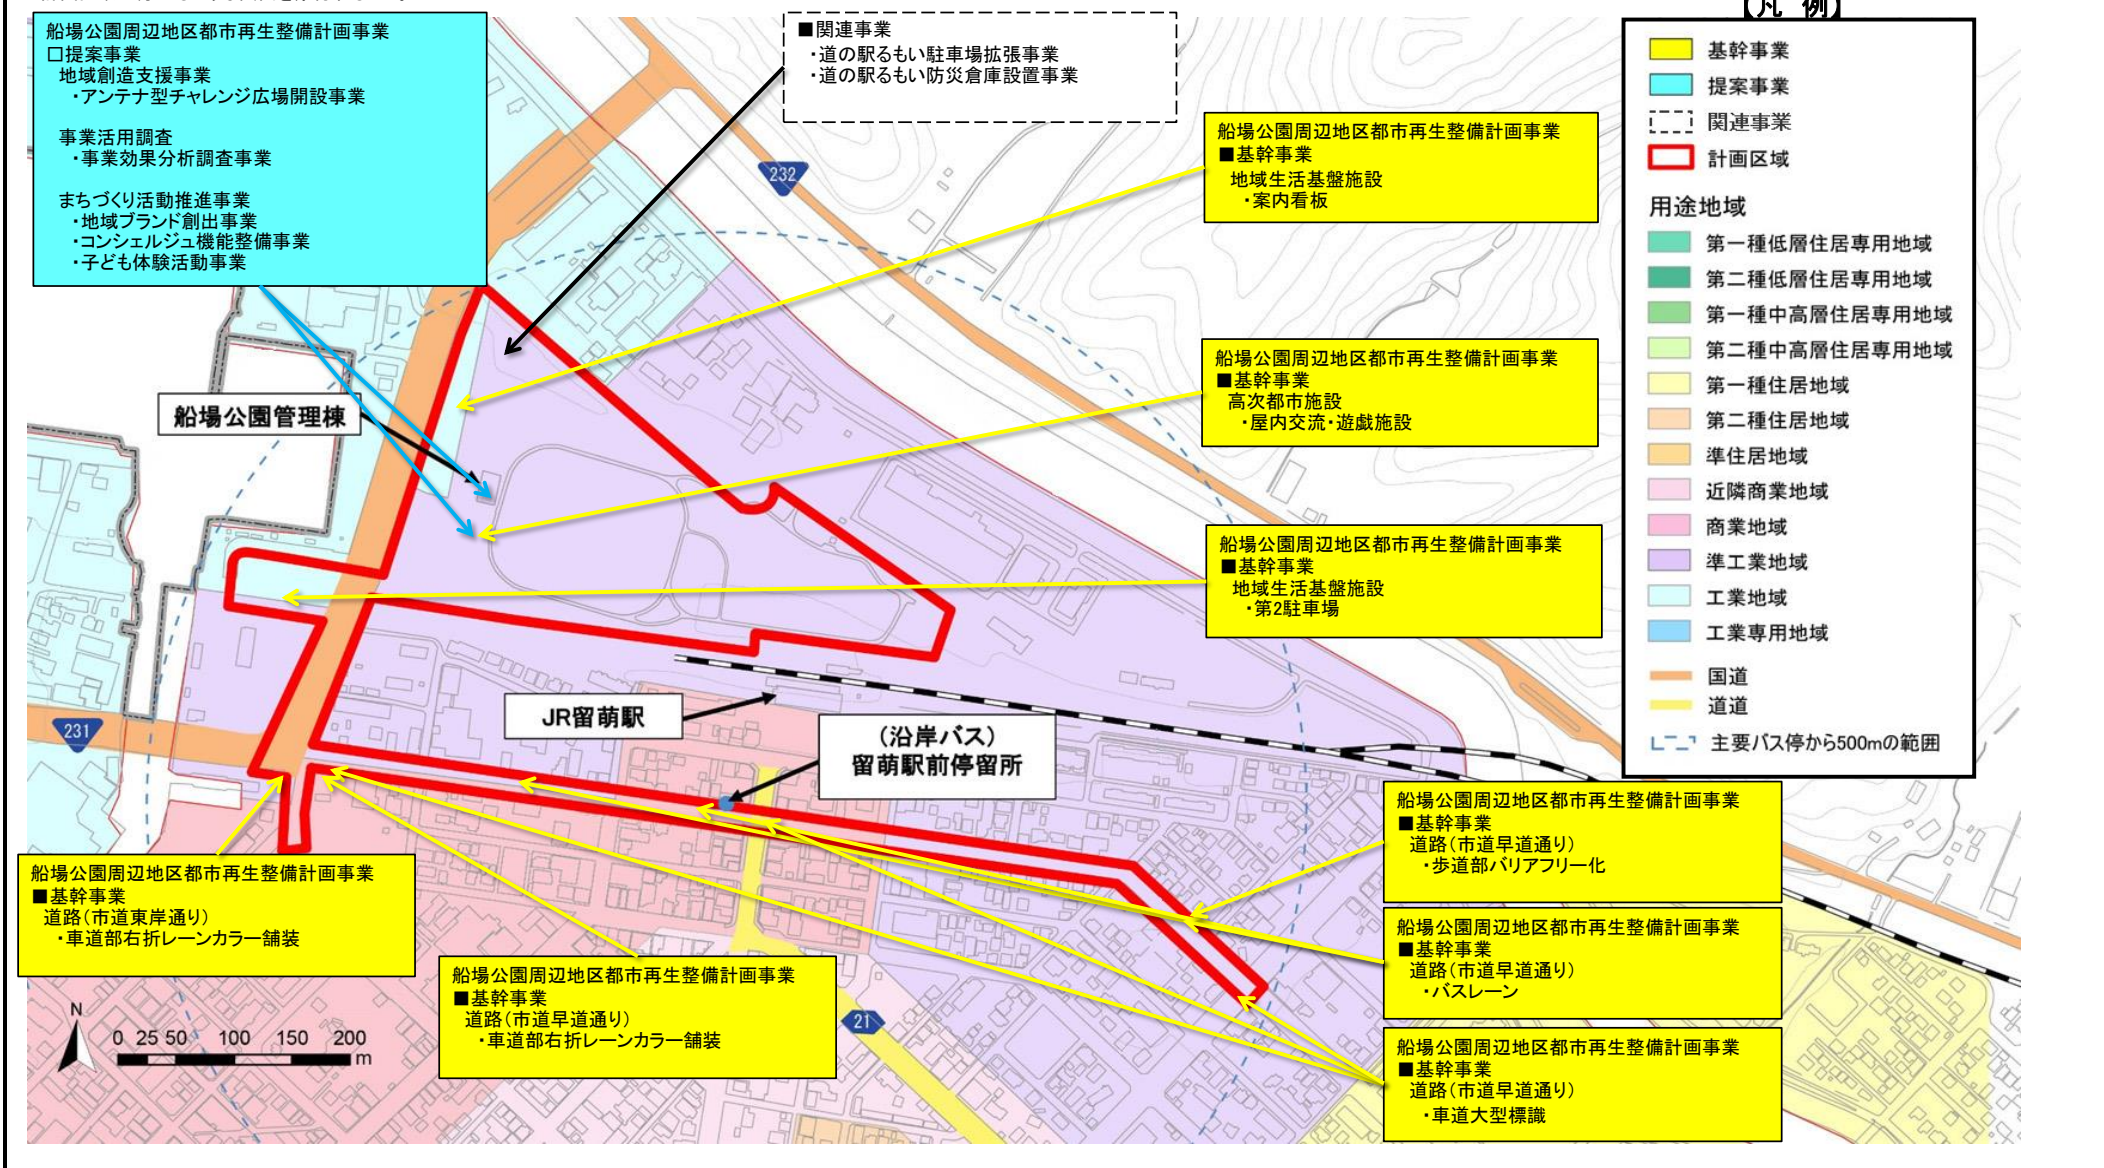 船場公園周辺地区都市再生整備計画事業
□提案事業
地域創造支援事業
・アンテナ型チャレンジ広場開設事業
事業活用調査
・事業効果分析調査事業
まちづくり活動推進事業
・地域ブランド創出事業
・コンシェルジュ機能整備事業
・子ども体験活動事業
■関連事業
・道の駅るもい駐車場拡張事業
・道の駅るもい防災倉庫設置事業
232
船場公園周辺地区都市再生整備計画事業
■基幹事業
地域生活基盤施設
・案内看板
船場公園周辺地区都市再生整備計画事業
■基幹事業
高次都市施設
・屋内交流・遊戯施設
船場公園管理棟
船場公園周辺地区都市再生整備計画事業
■基幹事業
地域生活基盤施設
・第2駐車場
JR留萌駅
(沿岸バス)
留萌駅前停留所
231
船場公園周辺地区都市再生整備計画事業
■基幹事業
道路(市道東岸通り)
・車道部右折レーンカラー舗装
船場公園周辺地区都市再生整備計画事業
■基幹事業
道路(市道早道通り)
・車道部右折レーンカラー舗装
21
船場公園周辺地区都市再生整備計画事業
■基幹事業
道路(市道早道通り)
・歩道部バリアフリー化
船場公園周辺地区都市再生整備計画事業
■基幹事業
道路(市道早道通り)
・バスレーン
船場公園周辺地区都市再生整備計画事業
■基幹事業
道路(市道早道通り)
・車道大型標識
N
0 25 50 100 150 200
m
【凡 例】
基幹事業
提案事業
関連事業
計画区域
用途地域
第一種低層住居専用地域
第二種低層住居専用地域
第一種中高層住居専用地域
第二種中高層住居専用地域
第一種住居地域
第二種住居地域
準住居地域
近隣商業地域
商業地域
準工業地域
工業地域
工業専用地域
国道
道道
主要バス停から500mの範囲